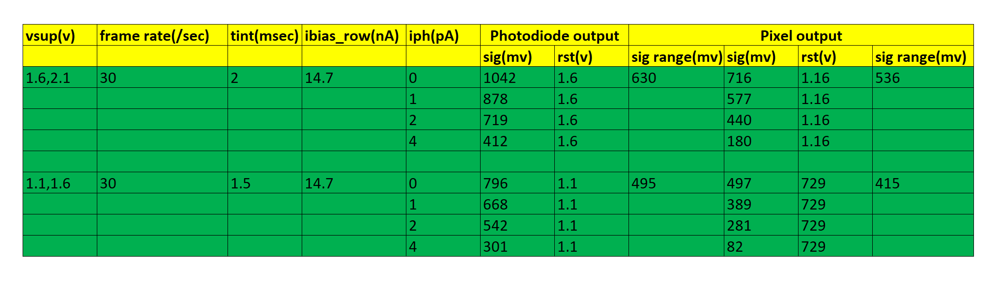 vsup(v) frame rate(/sec) tint(msec) ibias_row(nA) iph(pA) Photodiode output Pixel output
sig(mv) rst(v) sig range(mv) sig(mv) rst(v) sig range(mv)
1.6,2.1 30 2 14.7 0 1042 1.6 630 716 1.16 536
1 878 1.6 577 1.16
2 719 1.6 440 1.16
4 412 1.6 180 1.16
1.1,1.6 30 1.5 14.7 0 796 1.1 495 497 729 415
1 668 1.1 389 729
2 542 1.1 281 729
4 301 1.1 82 729